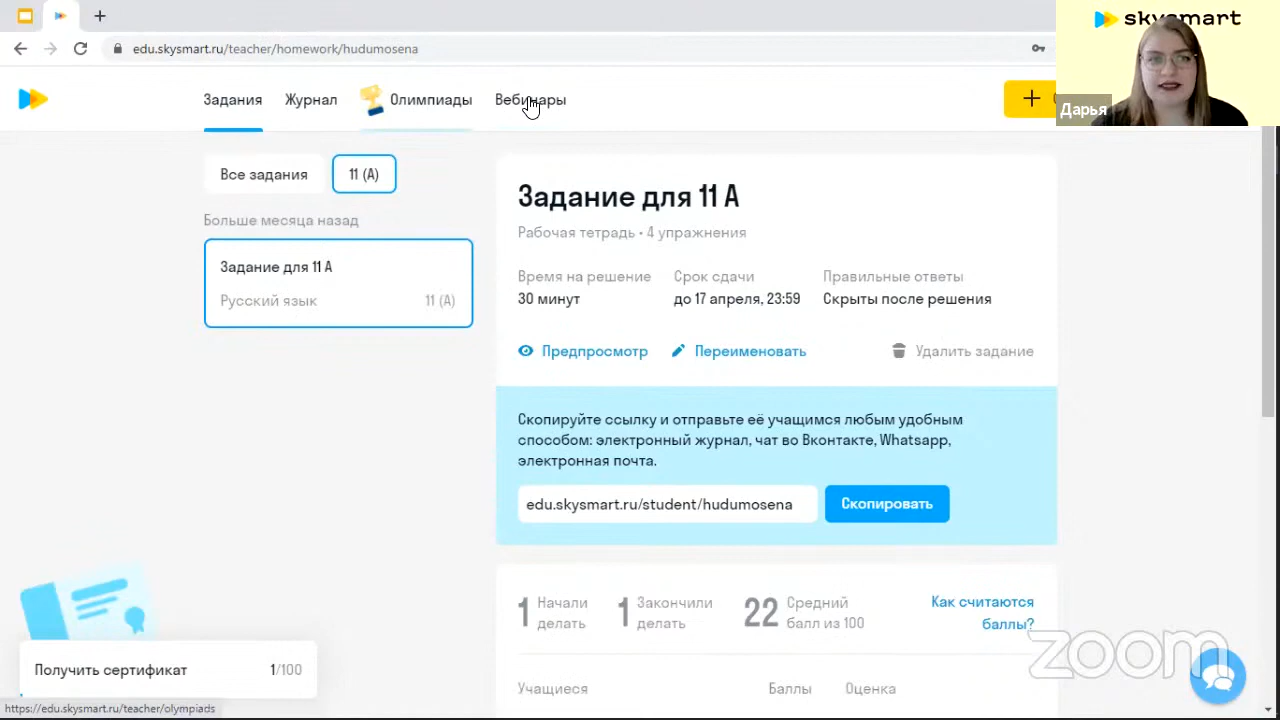 edu.skysmart.ru/teacher/homework/hudumosena
skysmart
Дарья
Задания
Журнал
Олимпиады
Вебинары
Все задания
11 (А)
Больше месяца назад
Задание для 11 А
Русский язык
11 (А)
Задание для 11 А
Рабочая тетрадь • 4 упражнения
Время на решение
30 минут
Срок сдачи
до 17 апреля, 23:59
Правильные ответы
Скрыты после решения
Предпросмотр
Переименовать
Удалить задание
Скопируйте ссылку и отправьте её учащимся любым удобным
способом: электронный журнал, чат во Вконтакте, Whatsapp,
электронная почта.
edu.skysmart.ru/student/hudumosena
Скопировать
1 Начали
делать
1 Закончили
делать
22 Средний
балл из 100
Как считаются
баллы?
Учащиеся
Баллы
Оценка
Получить сертификат
1/100
https://edu.skysmart.ru/teacher/olympiads
zoom